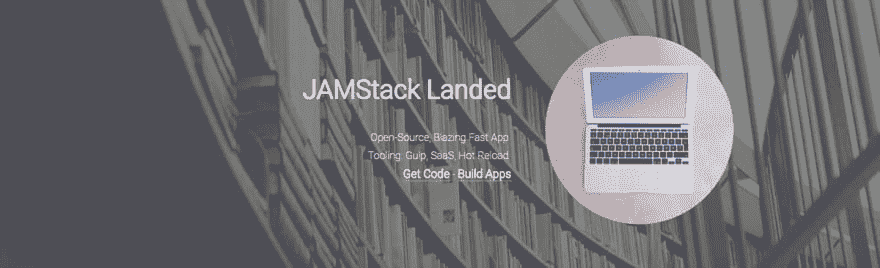 JAMStack Landed
Open-Source, Blazing Fast App
Tooling: Gulp, SaaS, Hot Reload
Get Code - Build Apps